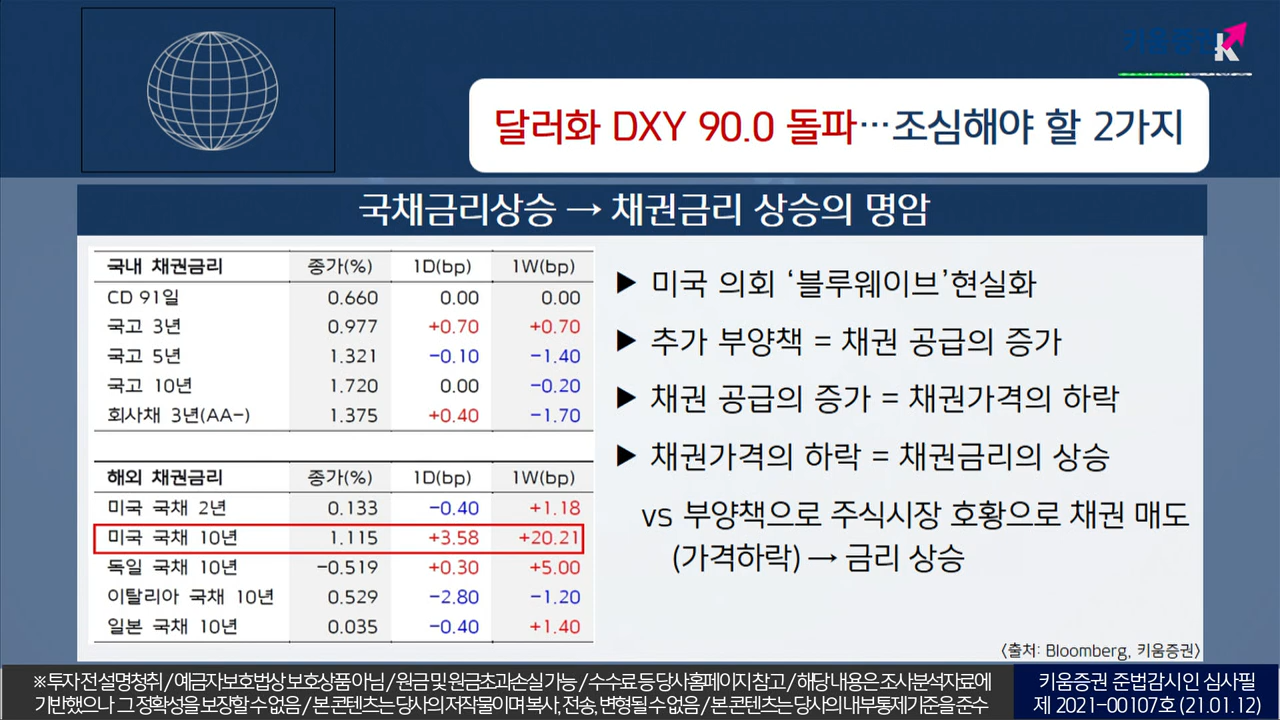 키움증권
달러화 DXY 90.0 돌파…조심해야 할 2가지
국채금리상승 → 채권금리 상승의 명암
국내 채권금리 종가(%) 1D(bp) 1W(bp)
CD 91일 0.660 0.00 0.00
국고 3년 0.977 +0.70 +0.70
국고 5년 1.321 -0.10 -1.40
국고 10년 1.720 0.00 -0.20
회사채 3년(AA-) 1.375 +0.40 -1.70
해외 채권금리 종가(%) 1D(bp) 1W(bp)
미국 국채 2년 0.133 -0.40 +1.18
미국 국채 10년 1.115 +3.58 +20.21
독일 국채 10년 -0.519 +0.30 +5.00
이탈리아 국채 10년 0.529 -2.80 -1.20
일본 국채 10년 0.035 -0.40 +1.40
▶ 미국 의회 ‘블루웨이브’현실화
▶ 추가 부양책 = 채권 공급의 증가
▶ 채권 공급의 증가 = 채권가격의 하락
▶ 채권가격의 하락 = 채권금리의 상승
vs 부양책으로 주식시장 호황으로 채권 매도
(가격하락) → 금리 상승
<출처: Bloomberg, 키움증권>
※ 투자 전 설명청취 / 예금자보호법상 보호상품 아님 / 원금 및 원금초과손실 가능 / 수수료 등 당사홈페이지 참고 / 해당 내용은 조사분석자료에
기반했으나 그 정확성을 보장할 수 없음 / 본 콘텐츠는 당사의 저작물이며 복사, 전송, 변형될 수 없음 / 본 콘텐츠는 당사의 내부통제기준을 준수
키움증권 준법감시인 심사필
제 2021-00107호 (21.01.12)